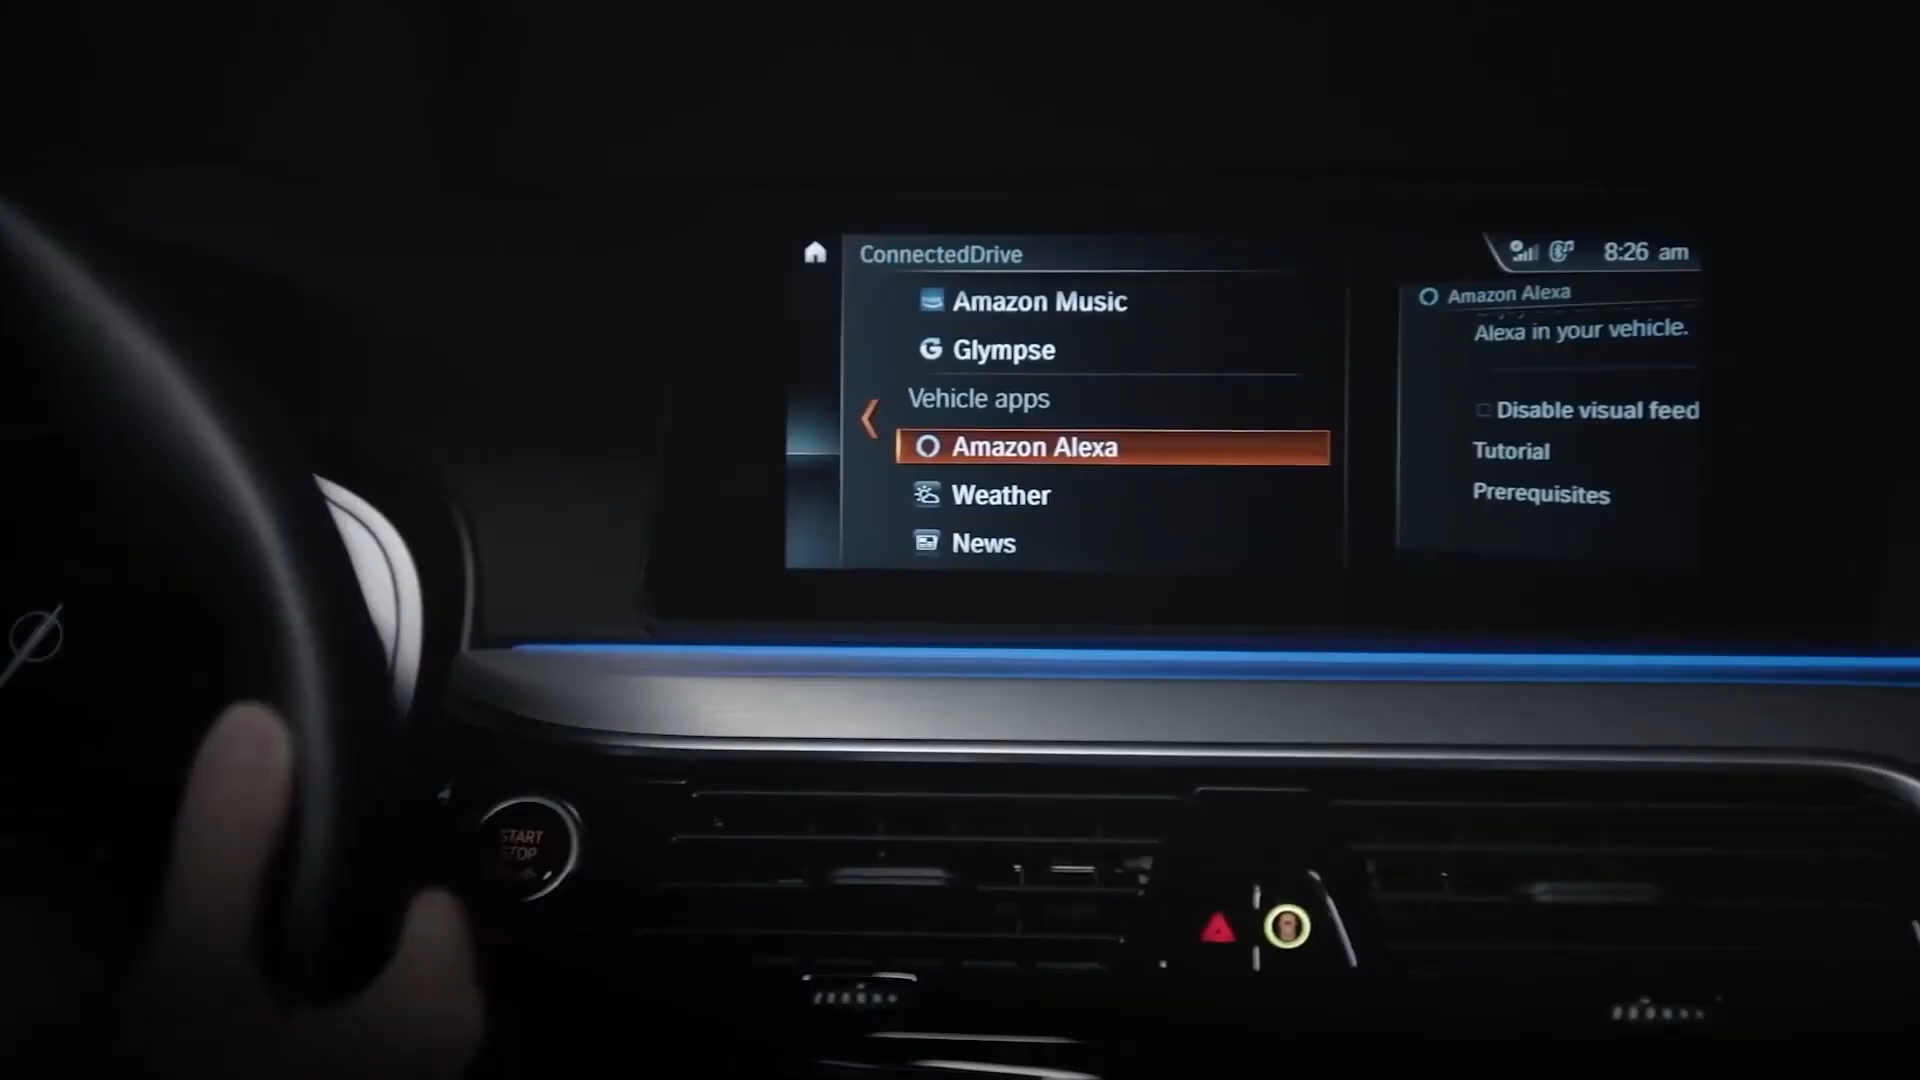 ConnectedDrive
8:26 am
Amazon Music
Glympse
Vehicle apps
Amazon Alexa
Weather
News
Amazon Alexa
Alexa in your vehicle.
Disable visual feed
Tutorial
Prerequisites
START
STOP